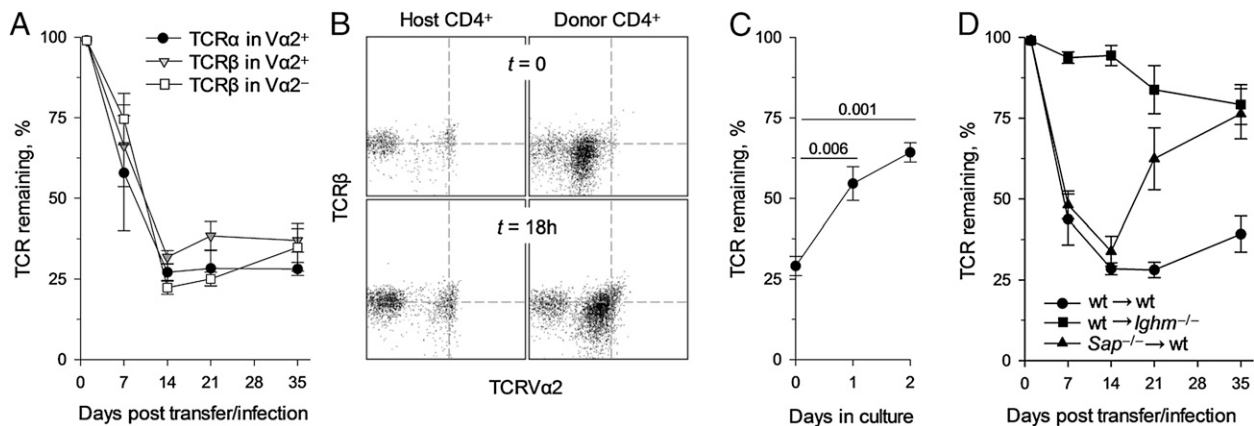 A
TCR remaining, %
100
75
50
25
0
0 7 14 21 28 35
Days post transfer/infection
TCRα in Vα2⁺
TCRβ in Vα2⁺
TCRβ in Vα2⁻
B
Host CD4⁺ Donor CD4⁺
t = 0
t = 18h
TCRβ
TCRVα2
C
TCR remaining, %
100
75
50
25
0
0.001
0.006
0 1 2
Days in culture
D
TCR remaining, %
100
75
50
25
0
wt → wt
wt → Ighm⁻/⁻
Sap⁻/⁻ → wt
0 7 14 21 28 35
Days post transfer/infection